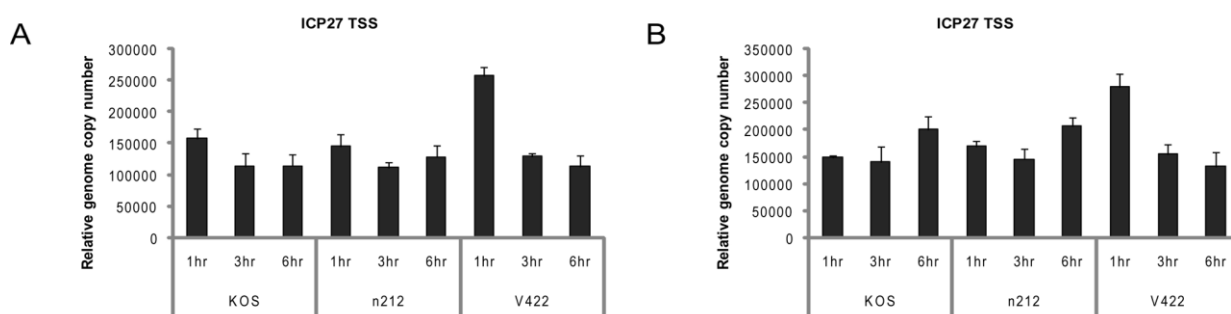 A
ICP27 TSS
Relative genome copy number
300000
250000
200000
150000
100000
50000
0
1hr 3hr 6hr 1hr 3hr 6hr 1hr 3hr 6hr
KOS n212 V422
B
ICP27 TSS
Relative genome copy number
350000
300000
250000
200000
150000
100000
50000
0
1hr 3hr 6hr 1hr 3hr 6hr 1hr 3hr 6hr
KOS n212 V422